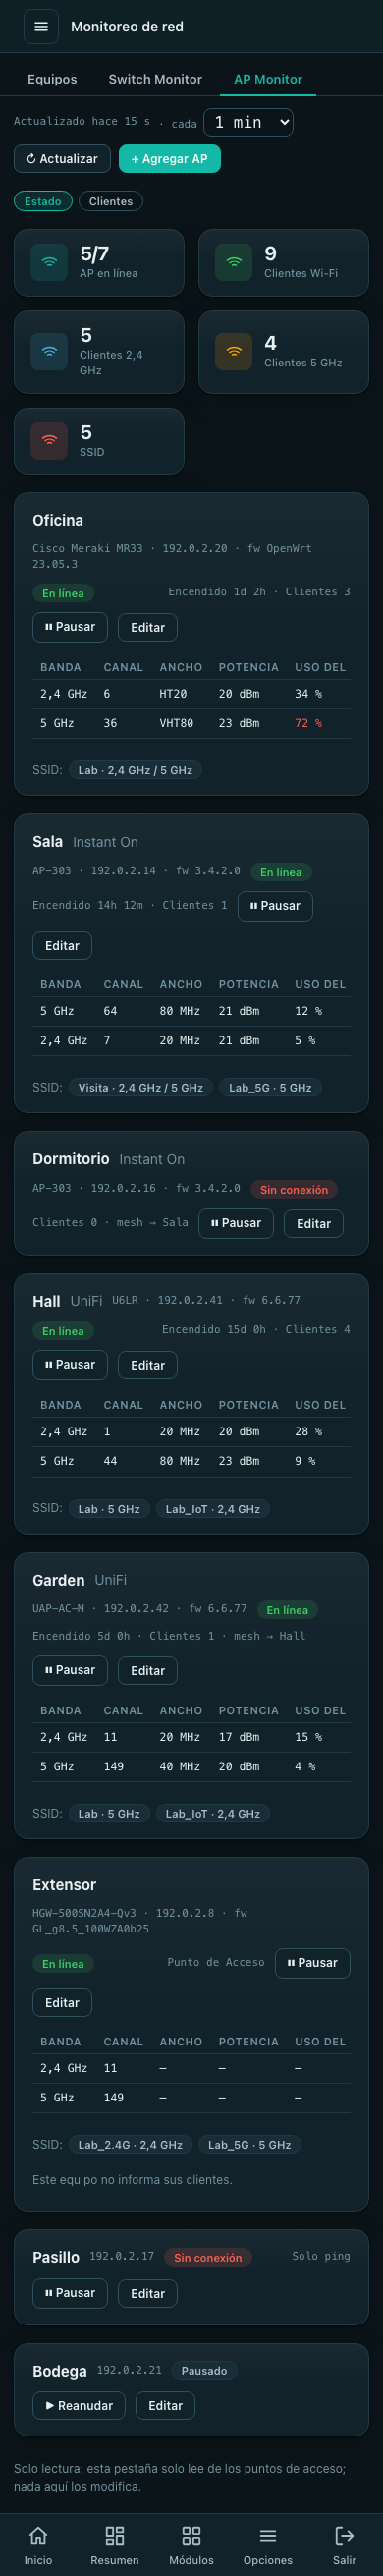 Monitoreo de red
Equipos Switch Monitor AP Monitor
Actualizado hace 15 s · cada 1 min
↻ Actualizar + Agregar AP
Estado Clientes
5/7
AP en línea
9
Clientes Wi-Fi
5
Clientes 2,4
GHz
4
Clientes 5 GHz
5
SSID
Oficina
Cisco Meraki MR33 · 192.0.2.20 · fw OpenWrt
23.05.3
En línea Encendido 1d 2h · Clientes 3
Pausar Editar
BANDA CANAL ANCHO POTENCIA USO DEL
2,4 GHz 6 HT20 20 dBm 34 %
5 GHz 36 VHT80 23 dBm 72 %
SSID: Lab · 2,4 GHz / 5 GHz
Sala Instant On
AP-303 · 192.0.2.14 · fw 3.4.2.0 En línea
Encendido 14h 12m · Clientes 1 Pausar
Editar
BANDA CANAL ANCHO POTENCIA USO DEL
5 GHz 64 80 MHz 21 dBm 12 %
2,4 GHz 7 20 MHz 21 dBm 5 %
SSID: Visita · 2,4 GHz / 5 GHz Lab_5G · 5 GHz
Dormitorio Instant On
AP-303 · 192.0.2.16 · fw 3.4.2.0 Sin conexión
Clientes 0 · mesh → Sala Pausar Editar
Hall UniFi U6LR · 192.0.2.41 · fw 6.6.77
En línea Encendido 15d 0h · Clientes 4
Pausar Editar
BANDA CANAL ANCHO POTENCIA USO DEL
2,4 GHz 1 20 MHz 20 dBm 28 %
5 GHz 44 80 MHz 23 dBm 9 %
SSID: Lab · 5 GHz Lab_IoT · 2,4 GHz
Garden UniFi
UAP-AC-M · 192.0.2.42 · fw 6.6.77 En línea
Encendido 5d 0h · Clientes 1 · mesh → Hall
Pausar Editar
BANDA CANAL ANCHO POTENCIA USO DEL
2,4 GHz 11 20 MHz 17 dBm 15 %
5 GHz 149 40 MHz 20 dBm 4 %
SSID: Lab · 5 GHz Lab_IoT · 2,4 GHz
Extensor
HGW-500SN2A4-Qv3 · 192.0.2.8 · fw
GL_g8.5_100WZA0b25
En línea Punto de Acceso Pausar
Editar
BANDA CANAL ANCHO POTENCIA USO DEL
2,4 GHz 11 — — —
5 GHz 149 — — —
SSID: Lab_2.4G · 2,4 GHz Lab_5G · 5 GHz
Este equipo no informa sus clientes.
Pasillo 192.0.2.17 Sin conexión Solo ping
Pausar Editar
Bodega 192.0.2.21 Pausado
Reanudar Editar
Solo lectura: esta pestaña solo lee de los puntos de acceso;
nada aquí los modifica.
Inicio Resumen Módulos Opciones Salir